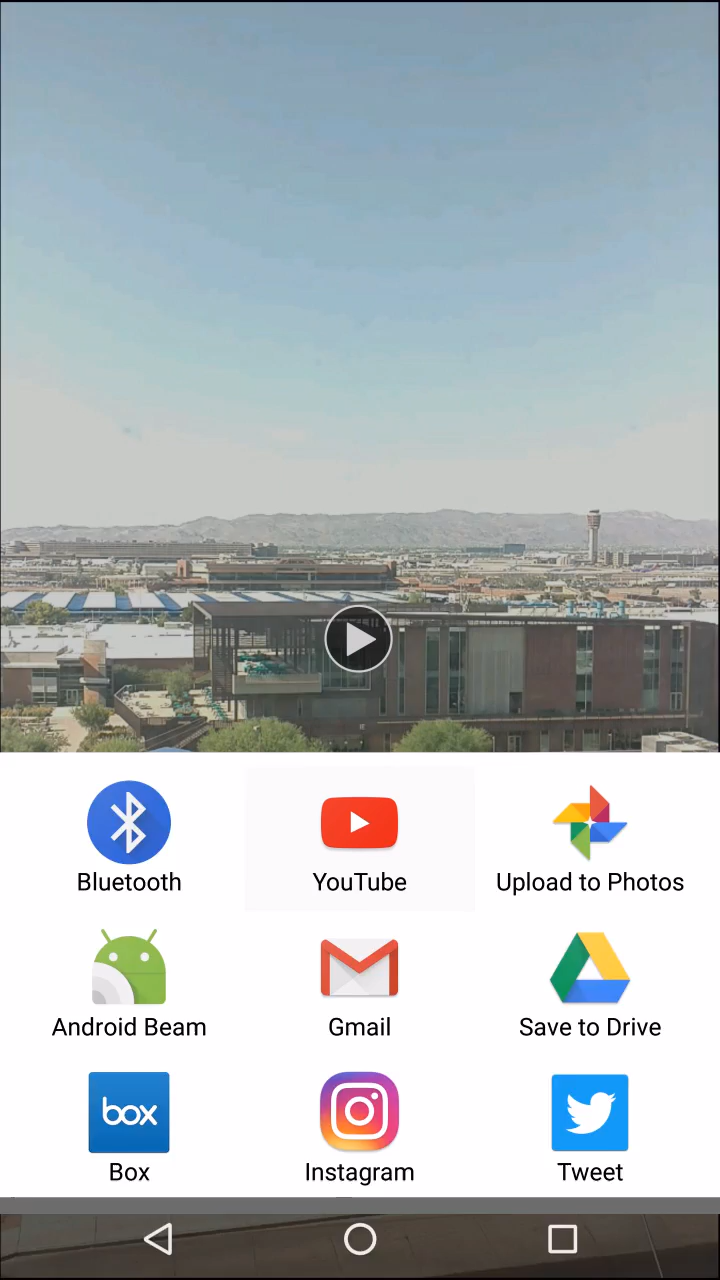 Bluetooth
YouTube
Upload to Photos
Android Beam
Gmail
Save to Drive
box
Box
Instagram
Tweet